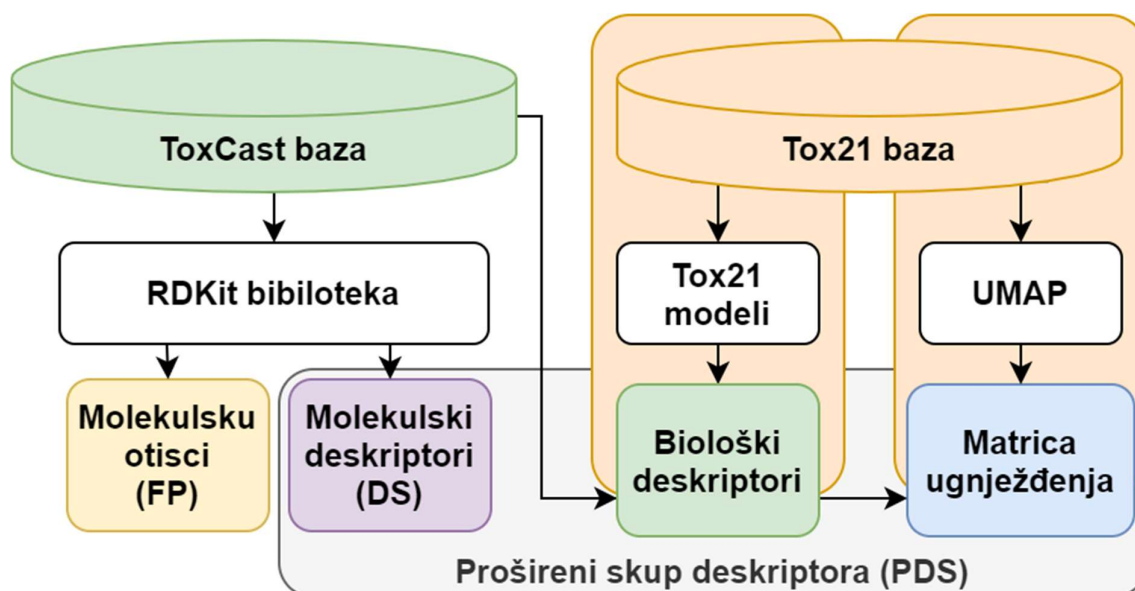 ToxCast baza
Tox21 baza
RDKit bibiloteka
Tox21
modeli
UMAP
Molekulsku
otisci
(FP)
Molekulski
deskriptori
(DS)
Biološki
deskriptori
Matrica
ugnježđenja
Prošireni skup deskriptora (PDS)